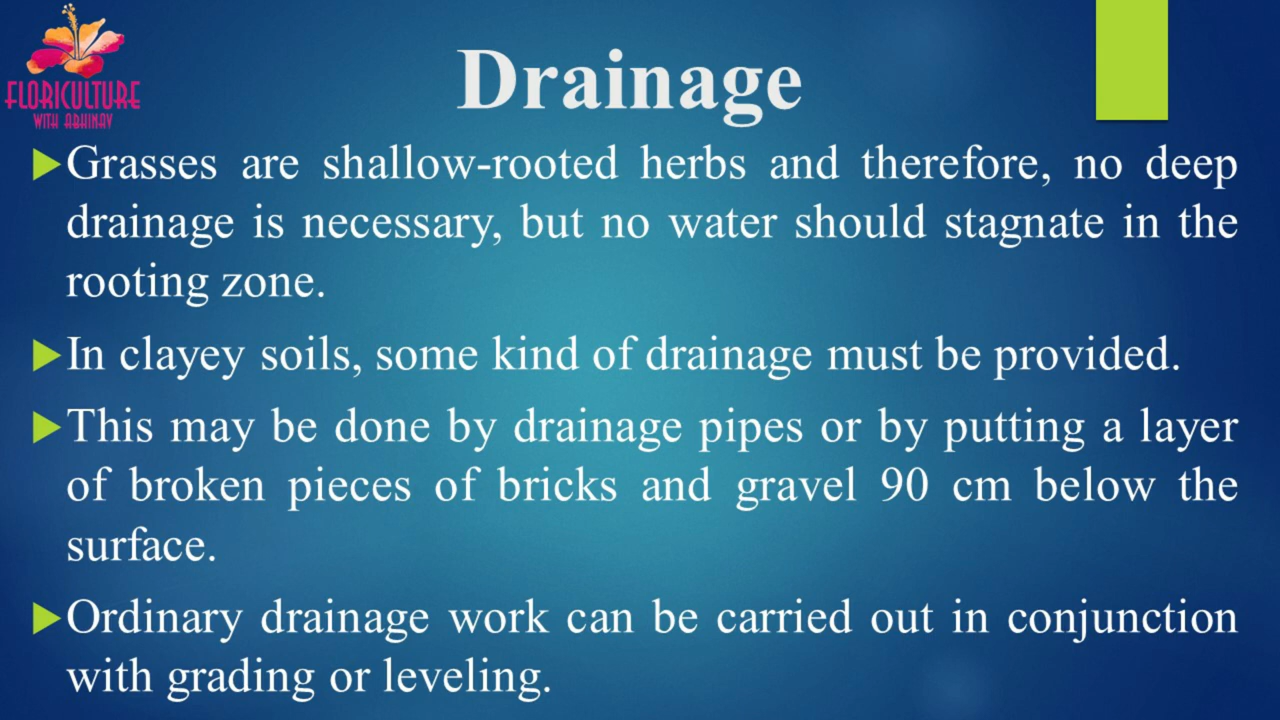 FLORICULTURE
WITH ABHINAV
Drainage
Grasses are shallow-rooted herbs and therefore, no deep
drainage is necessary, but no water should stagnate in the
rooting zone.
In clayey soils, some kind of drainage must be provided.
This may be done by drainage pipes or by putting a layer
of broken pieces of bricks and gravel 90 cm below the
surface.
Ordinary drainage work can be carried out in conjunction
with grading or leveling.